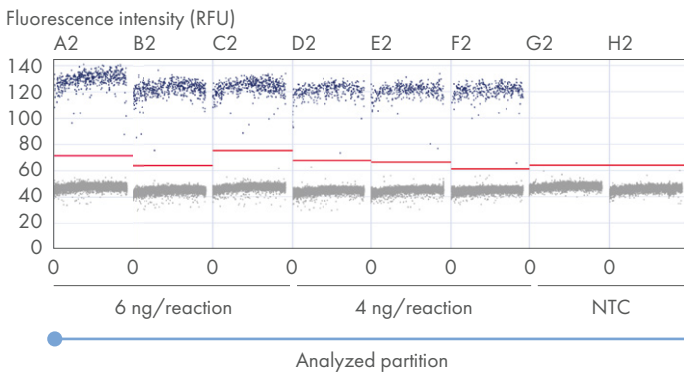 Fluorescence intensity (RFU)
A2 B2 C2 D2 E2 F2 G2 H2
140
120
100
80
60
40
20
0
0 0 0 0 0 0 0 0
6 ng/reaction 4 ng/reaction NTC
Analyzed partition